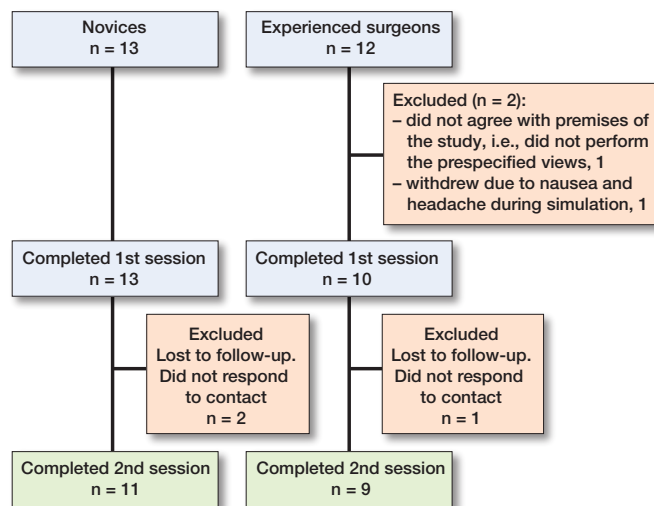 Novices
n = 13
Experienced surgeons
n = 12
Excluded (n = 2):
– did not agree with premises of
the study, i.e., did not perform
the prespecified views, 1
– withdrew due to nausea and
headache during simulation, 1
Completed 1st session
n = 13
Completed 1st session
n = 10
Excluded
Lost to follow-up.
Did not respond
to contact
n = 2
Excluded
Lost to follow-up.
Did not respond
to contact
n = 1
Completed 2nd session
n = 11
Completed 2nd session
n = 9